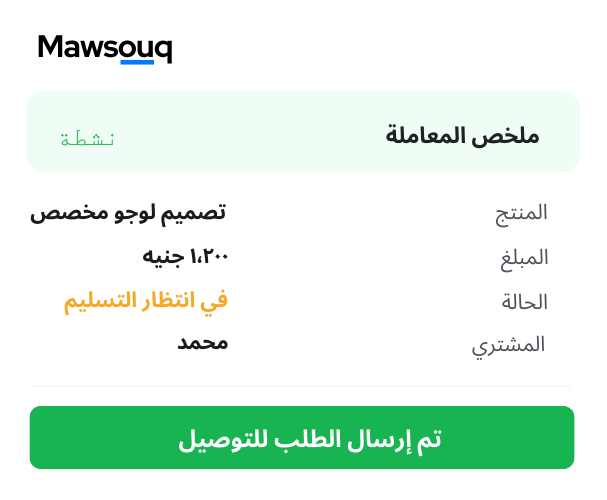 Mawsouq
ملخص المعاملة نشطة
المنتج تصميم لوجو مخصص
المبلغ ١،٢٠٠ جنيه
الحالة في انتظار التسليم
المشتري محمد
تم إرسال الطلب للتوصيل